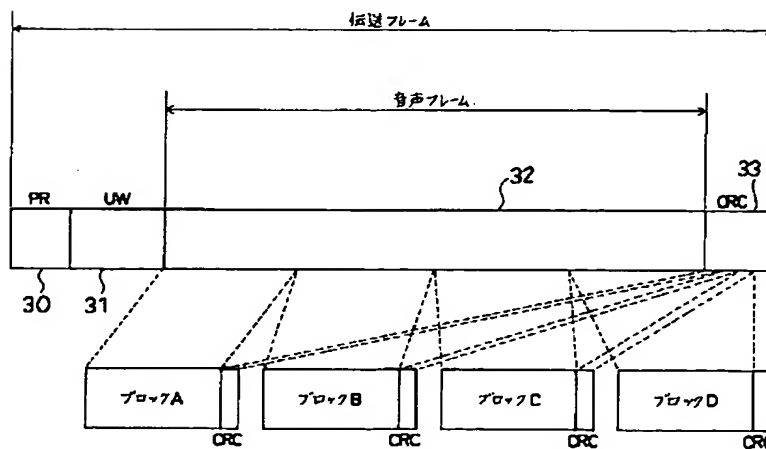 伝送フレーム
音声フレーム.
PR UW 32 CRC 33
30 31
ブロックA ブロックB ブロックC ブロックD
CRC CRC CRC CRC